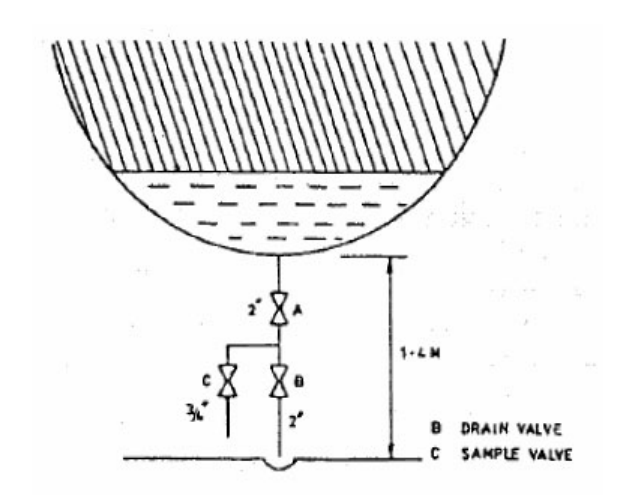 2" A
1·4 M
C B
3/4" 2"
B DRAIN VALVE
C SAMPLE VALVE